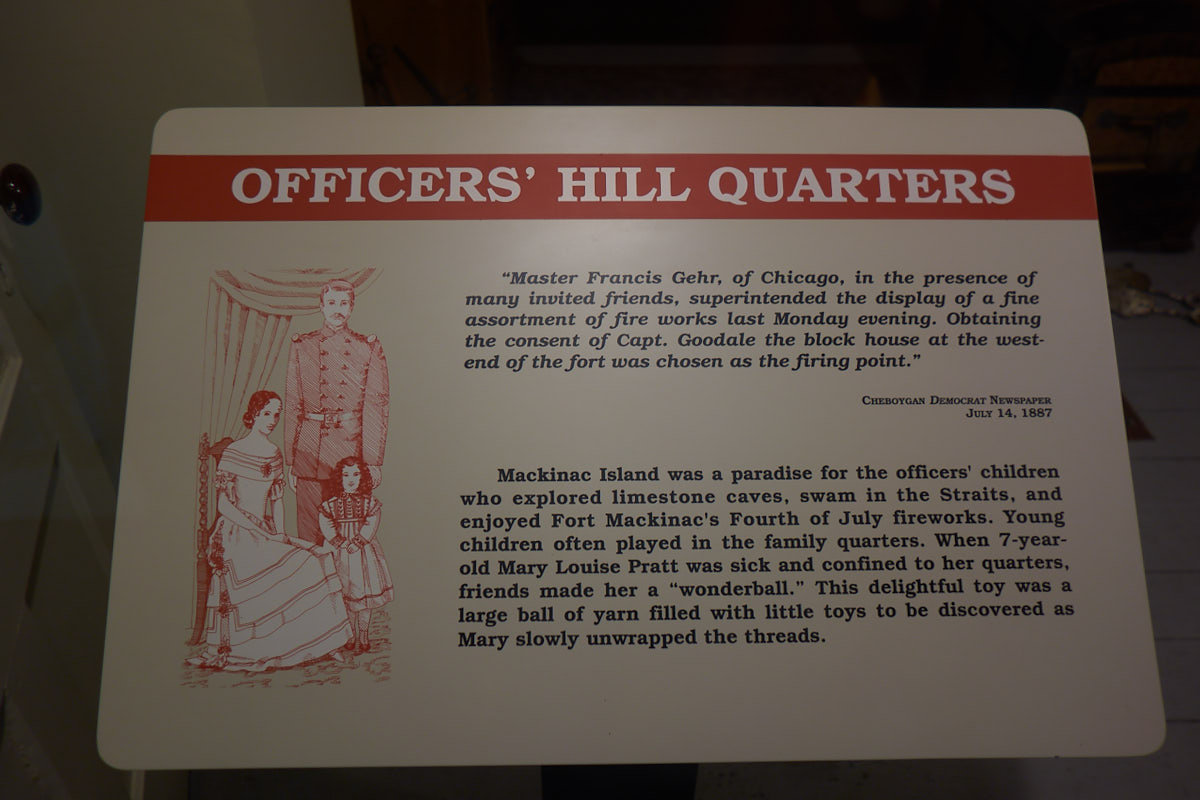 OFFICERS’ HILL QUARTERS
“Master Francis Gehr, of Chicago, in the presence of
many invited friends, superintended the display of a fine
assortment of fire works last Monday evening. Obtaining
the consent of Capt. Goodale the block house at the west-
end of the fort was chosen as the firing point.”
CHEBOYGAN DEMOCRAT NEWSPAPER
JULY 14, 1887
Mackinac Island was a paradise for the officers' children
who explored limestone caves, swam in the Straits, and
enjoyed Fort Mackinac's Fourth of July fireworks. Young
children often played in the family quarters. When 7-year-
old Mary Louise Pratt was sick and confined to her quarters,
friends made her a “wonderball.” This delightful toy was a
large ball of yarn filled with little toys to be discovered as
Mary slowly unwrapped the threads.